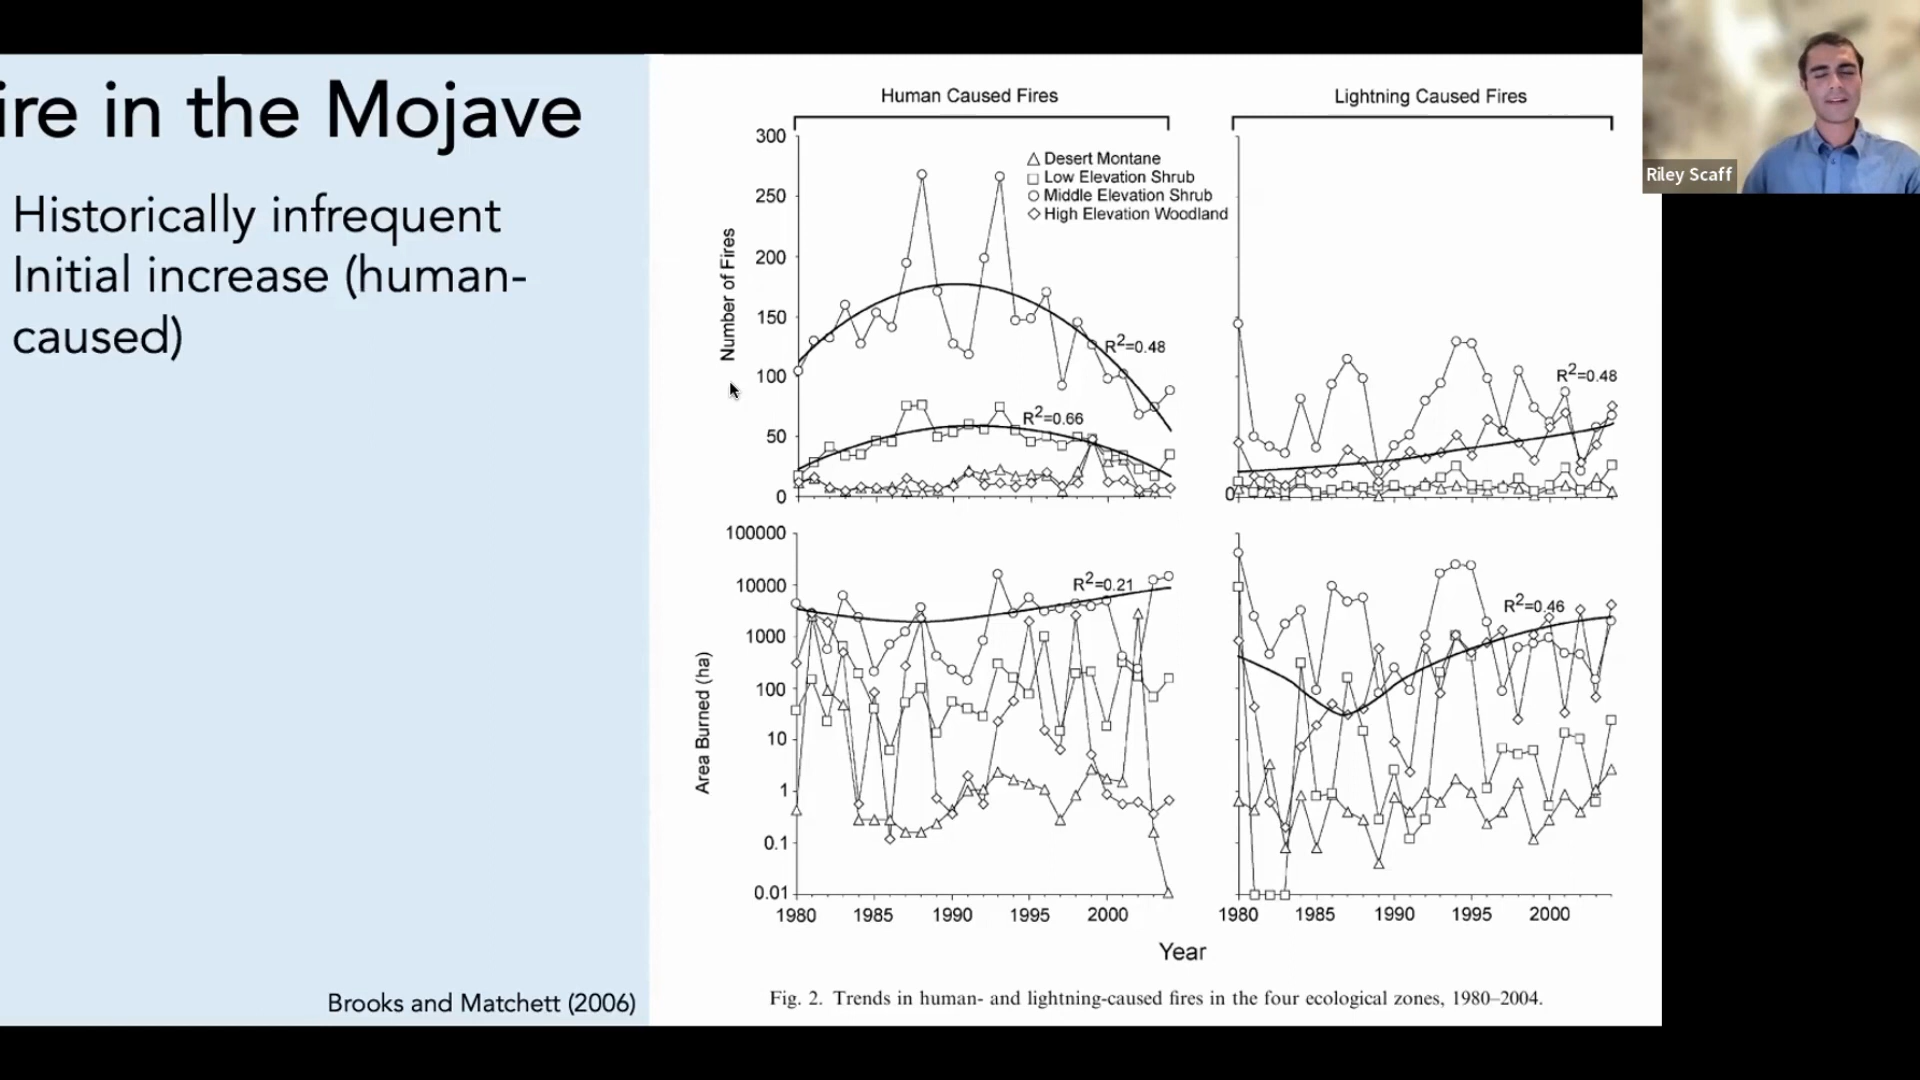 ire in the Mojave
Historically infrequent
Initial increase (human-
caused)
Brooks and Matchett (2006)
Human Caused Fires
Lightning Caused Fires
Number of Fires
300
250
200
150
100
50
0
△ Desert Montane
□ Low Elevation Shrub
○ Middle Elevation Shrub
◇ High Elevation Woodland
R²=0.48
R²=0.66
R²=0.48
0
Area Burned (ha)
100000
10000
1000
100
10
1
0.1
0.01
R²=0.21
R²=0.46
1980 1985 1990 1995 2000
1980 1985 1990 1995 2000
Year
Fig. 2. Trends in human- and lightning-caused fires in the four ecological zones, 1980–2004.
Riley Scaff